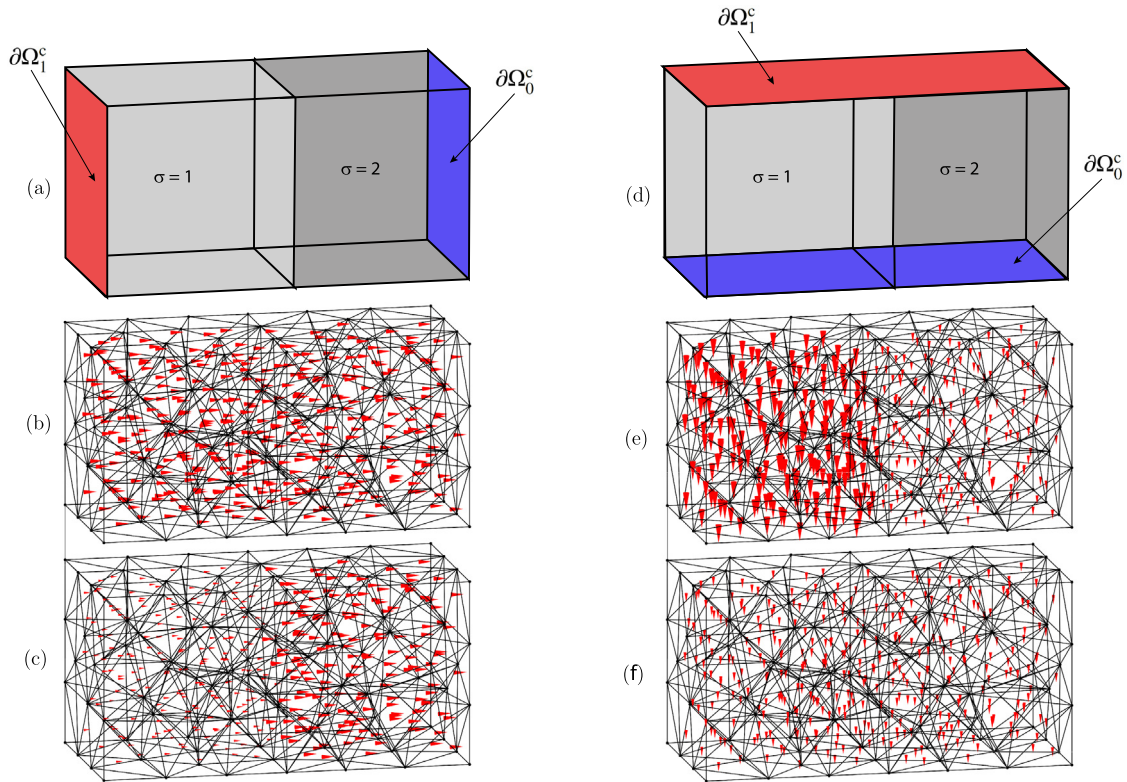 ∂Ω₁ᶜ
∂Ω₀ᶜ
σ = 1
σ = 2
(a)
(b)
(c)
∂Ω₁ᶜ
∂Ω₀ᶜ
σ = 1
σ = 2
(d)
(e)
(f)